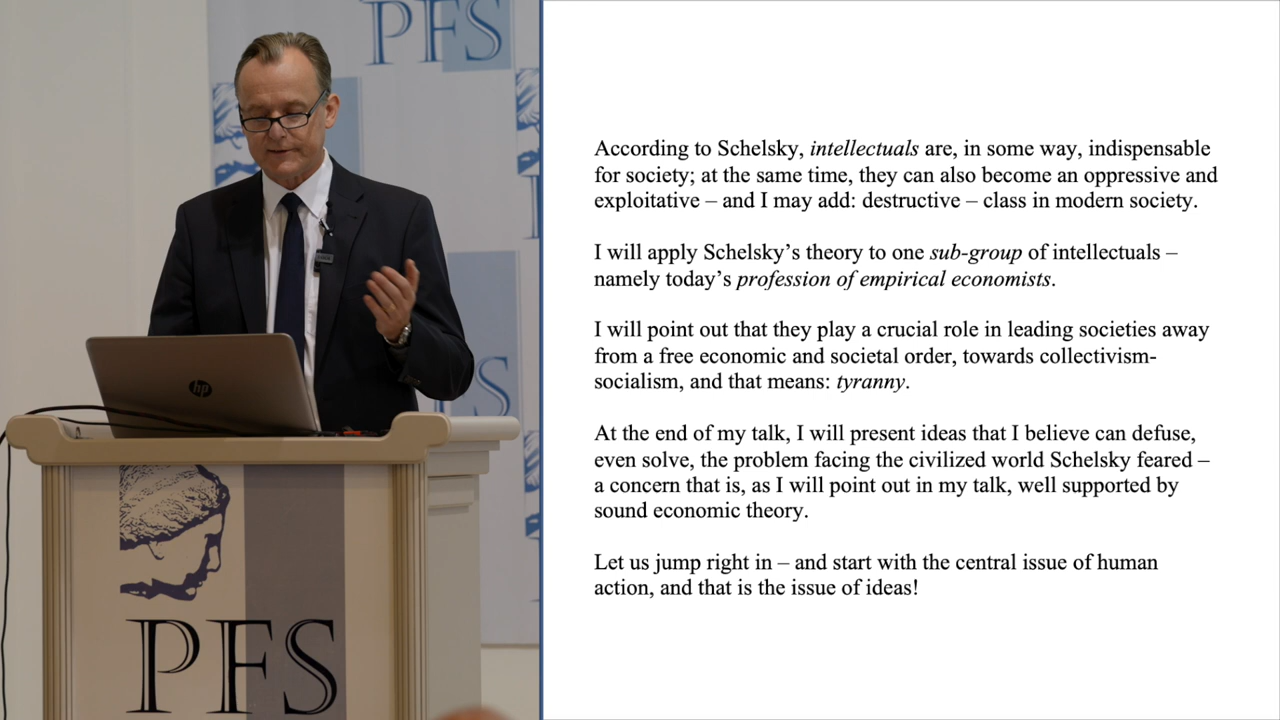 PFS
S
hp
PFS
According to Schelsky, intellectuals are, in some way, indispensable
for society; at the same time, they can also become an oppressive and
exploitative – and I may add: destructive – class in modern society.
I will apply Schelsky’s theory to one sub-group of intellectuals –
namely today’s profession of empirical economists.
I will point out that they play a crucial role in leading societies away
from a free economic and societal order, towards collectivism-
socialism, and that means: tyranny.
At the end of my talk, I will present ideas that I believe can defuse,
even solve, the problem facing the civilized world Schelsky feared –
a concern that is, as I will point out in my talk, well supported by
sound economic theory.
Let us jump right in – and start with the central issue of human
action, and that is the issue of ideas!